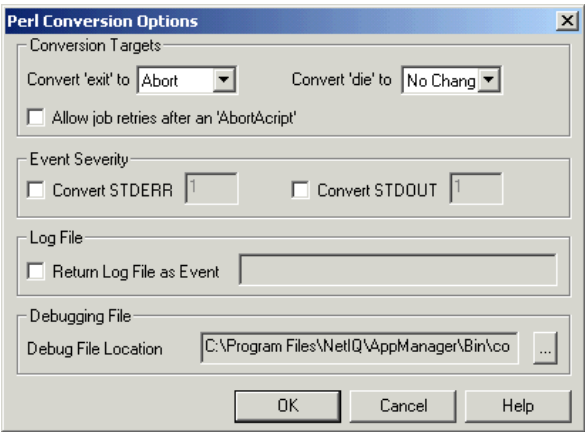 Perl Conversion Options
Conversion Targets
Convert 'exit' to Abort Convert 'die' to No Chang
Allow job retries after an 'AbortAcript'
Event Severity
Convert STDERR 1 Convert STDOUT 1
Log File
Return Log File as Event
Debugging File
Debug File Location C:\Program Files\NetIQ\AppManager\Bin\co ...
OK Cancel Help